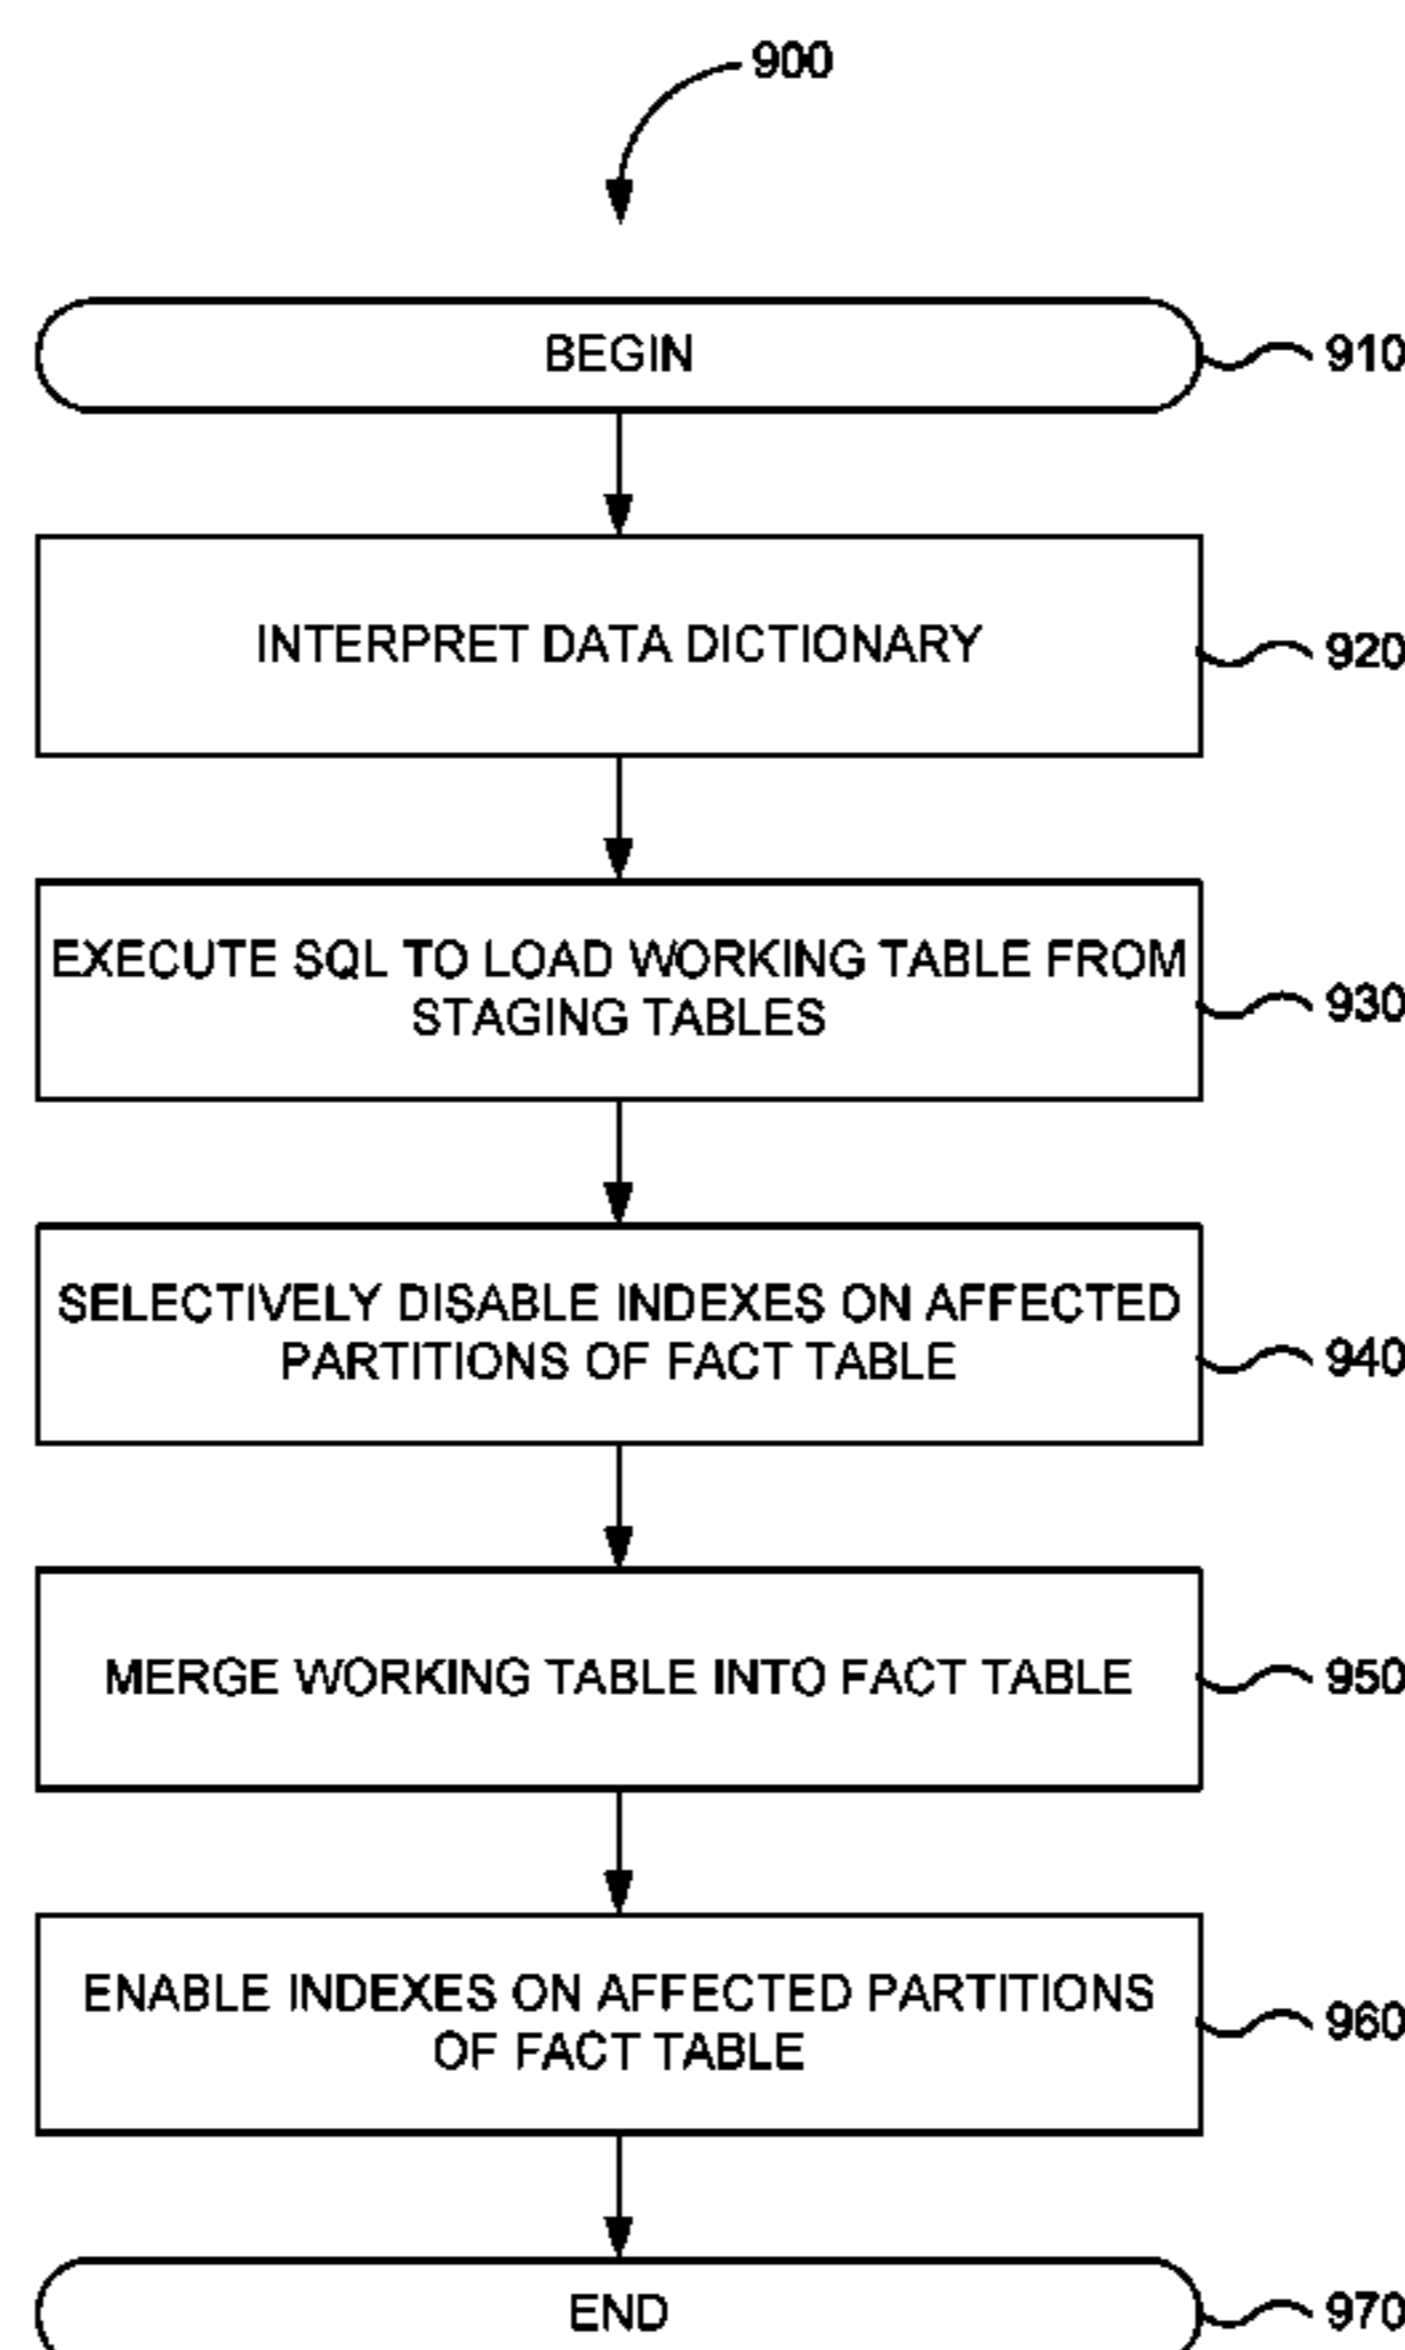 900
BEGIN
910
INTERPRET DATA DICTIONARY
920
EXECUTE SQL TO LOAD WORKING TABLE FROM
STAGING TABLES
930
SELECTIVELY DISABLE INDEXES ON AFFECTED
PARTITIONS OF FACT TABLE
940
MERGE WORKING TABLE INTO FACT TABLE
950
ENABLE INDEXES ON AFFECTED PARTITIONS
OF FACT TABLE
960
END
970